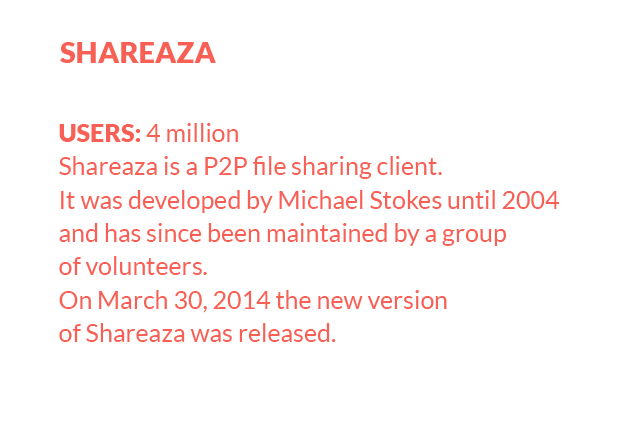 SHAREAZA
USERS: 4 million
Shareaza is a P2P file sharing client.
It was developed by Michael Stokes until 2004
and has since been maintained by a group
of volunteers.
On March 30, 2014 the new version
of Shareaza was released.